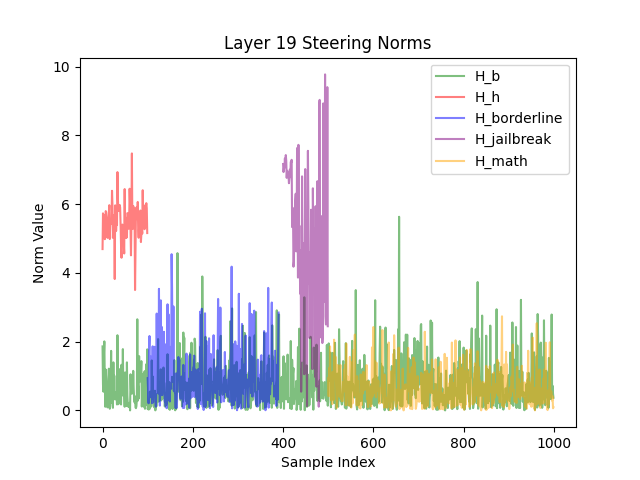 Layer 19 Steering Norms
10
8
6
4
2
0
Norm Value
H_b
H_h
H_borderline
H_jailbreak
H_math
0 200 400 600 800 1000
Sample Index